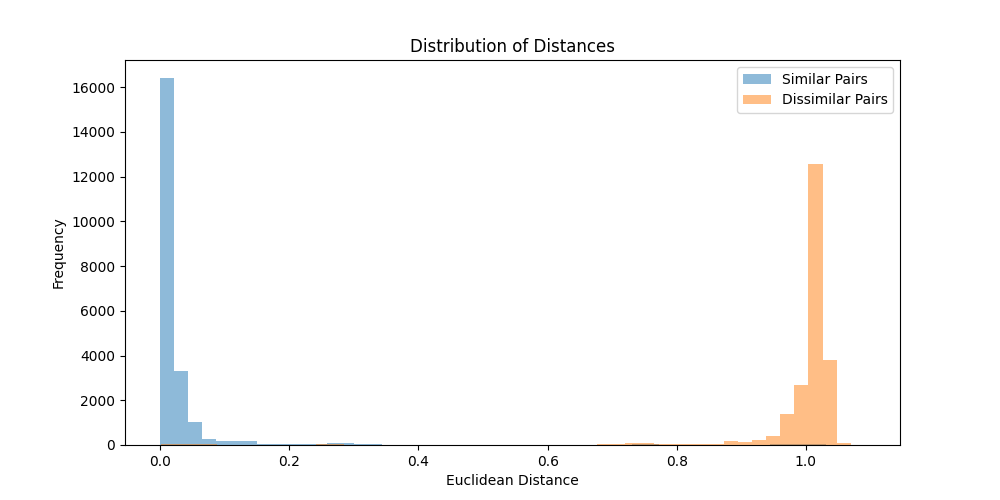 Distribution of Distances
Similar Pairs
Dissimilar Pairs
Frequency
16000
14000
12000
10000
8000
6000
4000
2000
0
0.0 0.2 0.4 0.6 0.8 1.0
Euclidean Distance